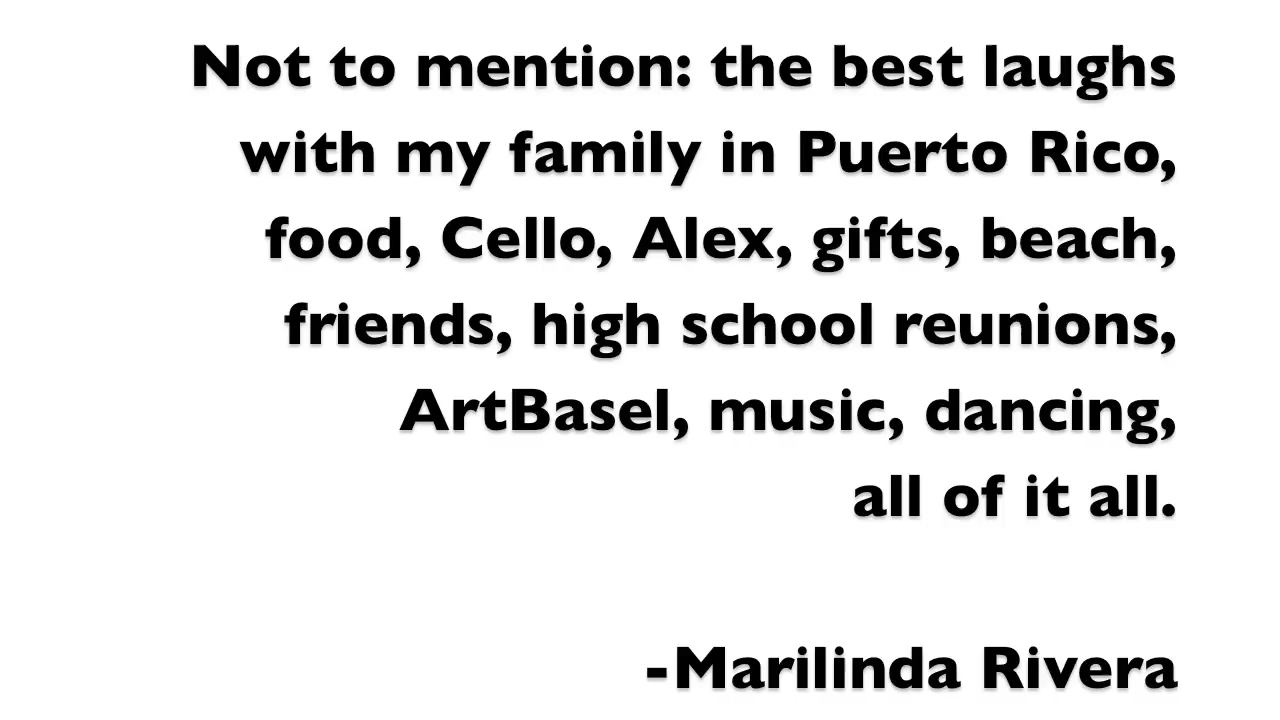 Not to mention: the best laughs
with my family in Puerto Rico,
food, Cello, Alex, gifts, beach,
friends, high school reunions,
ArtBasel, music, dancing,
all of it all.
-Marilinda Rivera